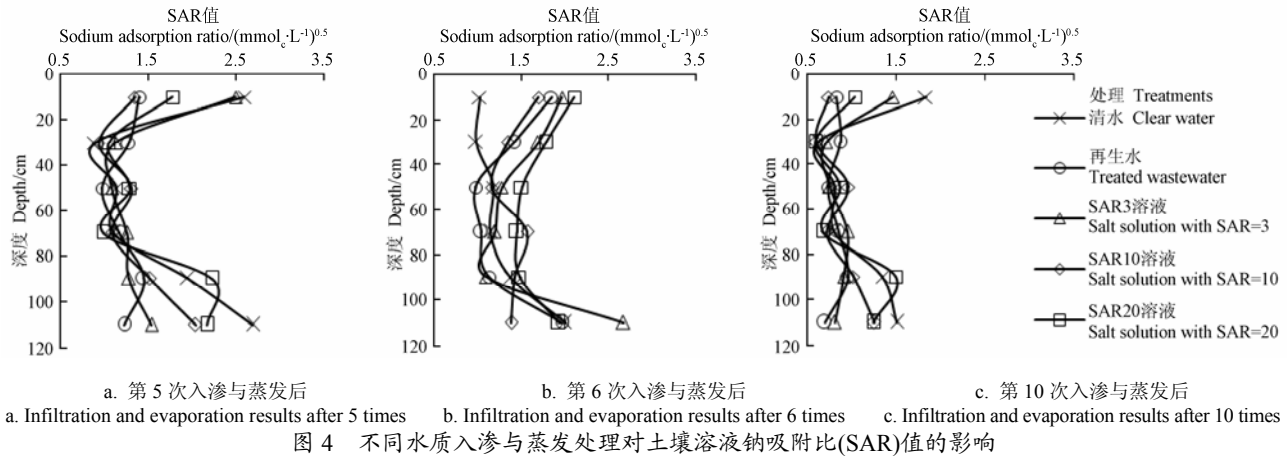 SAR值
Sodium adsorption ratio/(mmolc·L-1)0.5
0.5 1.5 2.5 3.5
20
40
60
80
100
120
深度 Depth/cm
a. 第5次入渗与蒸发后
a. Infiltration and evaporation results after 5 times
SAR值
Sodium adsorption ratio/(mmolc·L-1)0.5
0.5 1.5 2.5 3.5
20
40
60
80
100
120
深度 Depth/cm
b. 第6次入渗与蒸发后
b. Infiltration and evaporation results after 6 times
SAR值
Sodium adsorption ratio/(mmolc·L-1)0.5
0.5 1.5 2.5 3.5
20
40
60
80
100
120
深度 Depth/cm
c. 第10次入渗与蒸发后
c. Infiltration and evaporation results after 10 times
处理 Treatments
清水 Clear water
再生水
Treated wastewater
SAR3溶液
Salt solution with SAR=3
SAR10溶液
Salt solution with SAR=10
SAR20溶液
Salt solution with SAR=20
图4 不同水质入渗与蒸发处理对土壤溶液钠吸附比(SAR)值的影响